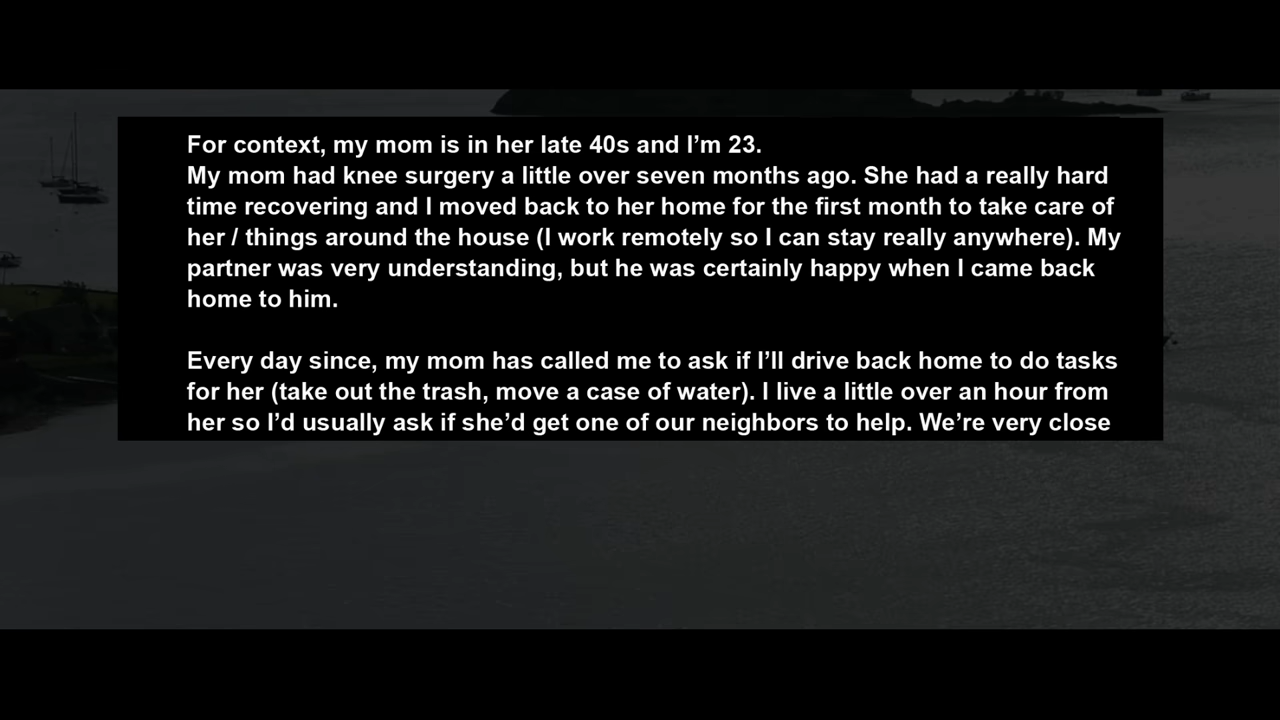 For context, my mom is in her late 40s and I’m 23.
My mom had knee surgery a little over seven months ago. She had a really hard
time recovering and I moved back to her home for the first month to take care of
her / things around the house (I work remotely so I can stay really anywhere). My
partner was very understanding, but he was certainly happy when I came back
home to him.
Every day since, my mom has called me to ask if I’ll drive back home to do tasks
for her (take out the trash, move a case of water). I live a little over an hour from
her so I’d usually ask if she’d get one of our neighbors to help. We’re very close